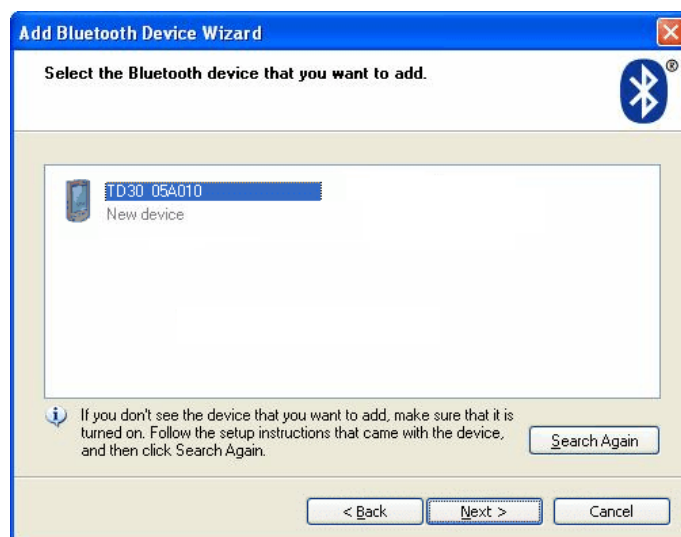 Add Bluetooth Device Wizard
Select the Bluetooth device that you want to add.
®
TD30 05A010
New device
If you don't see the device that you want to add, make sure that it is
turned on. Follow the setup instructions that came with the device,
and then click Search Again.
Search Again
< Back
Next >
Cancel